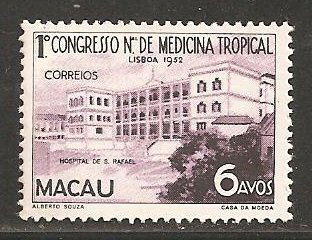 1º CONGRESSO Nal DE MEDICINA TROPICAL
LISBOA 1952
CORREIOS
HOSPITAL DE S. RAFAEL
MACAU
6 AVOS
ALBERTO SOUZA
CASA DA MOEDA